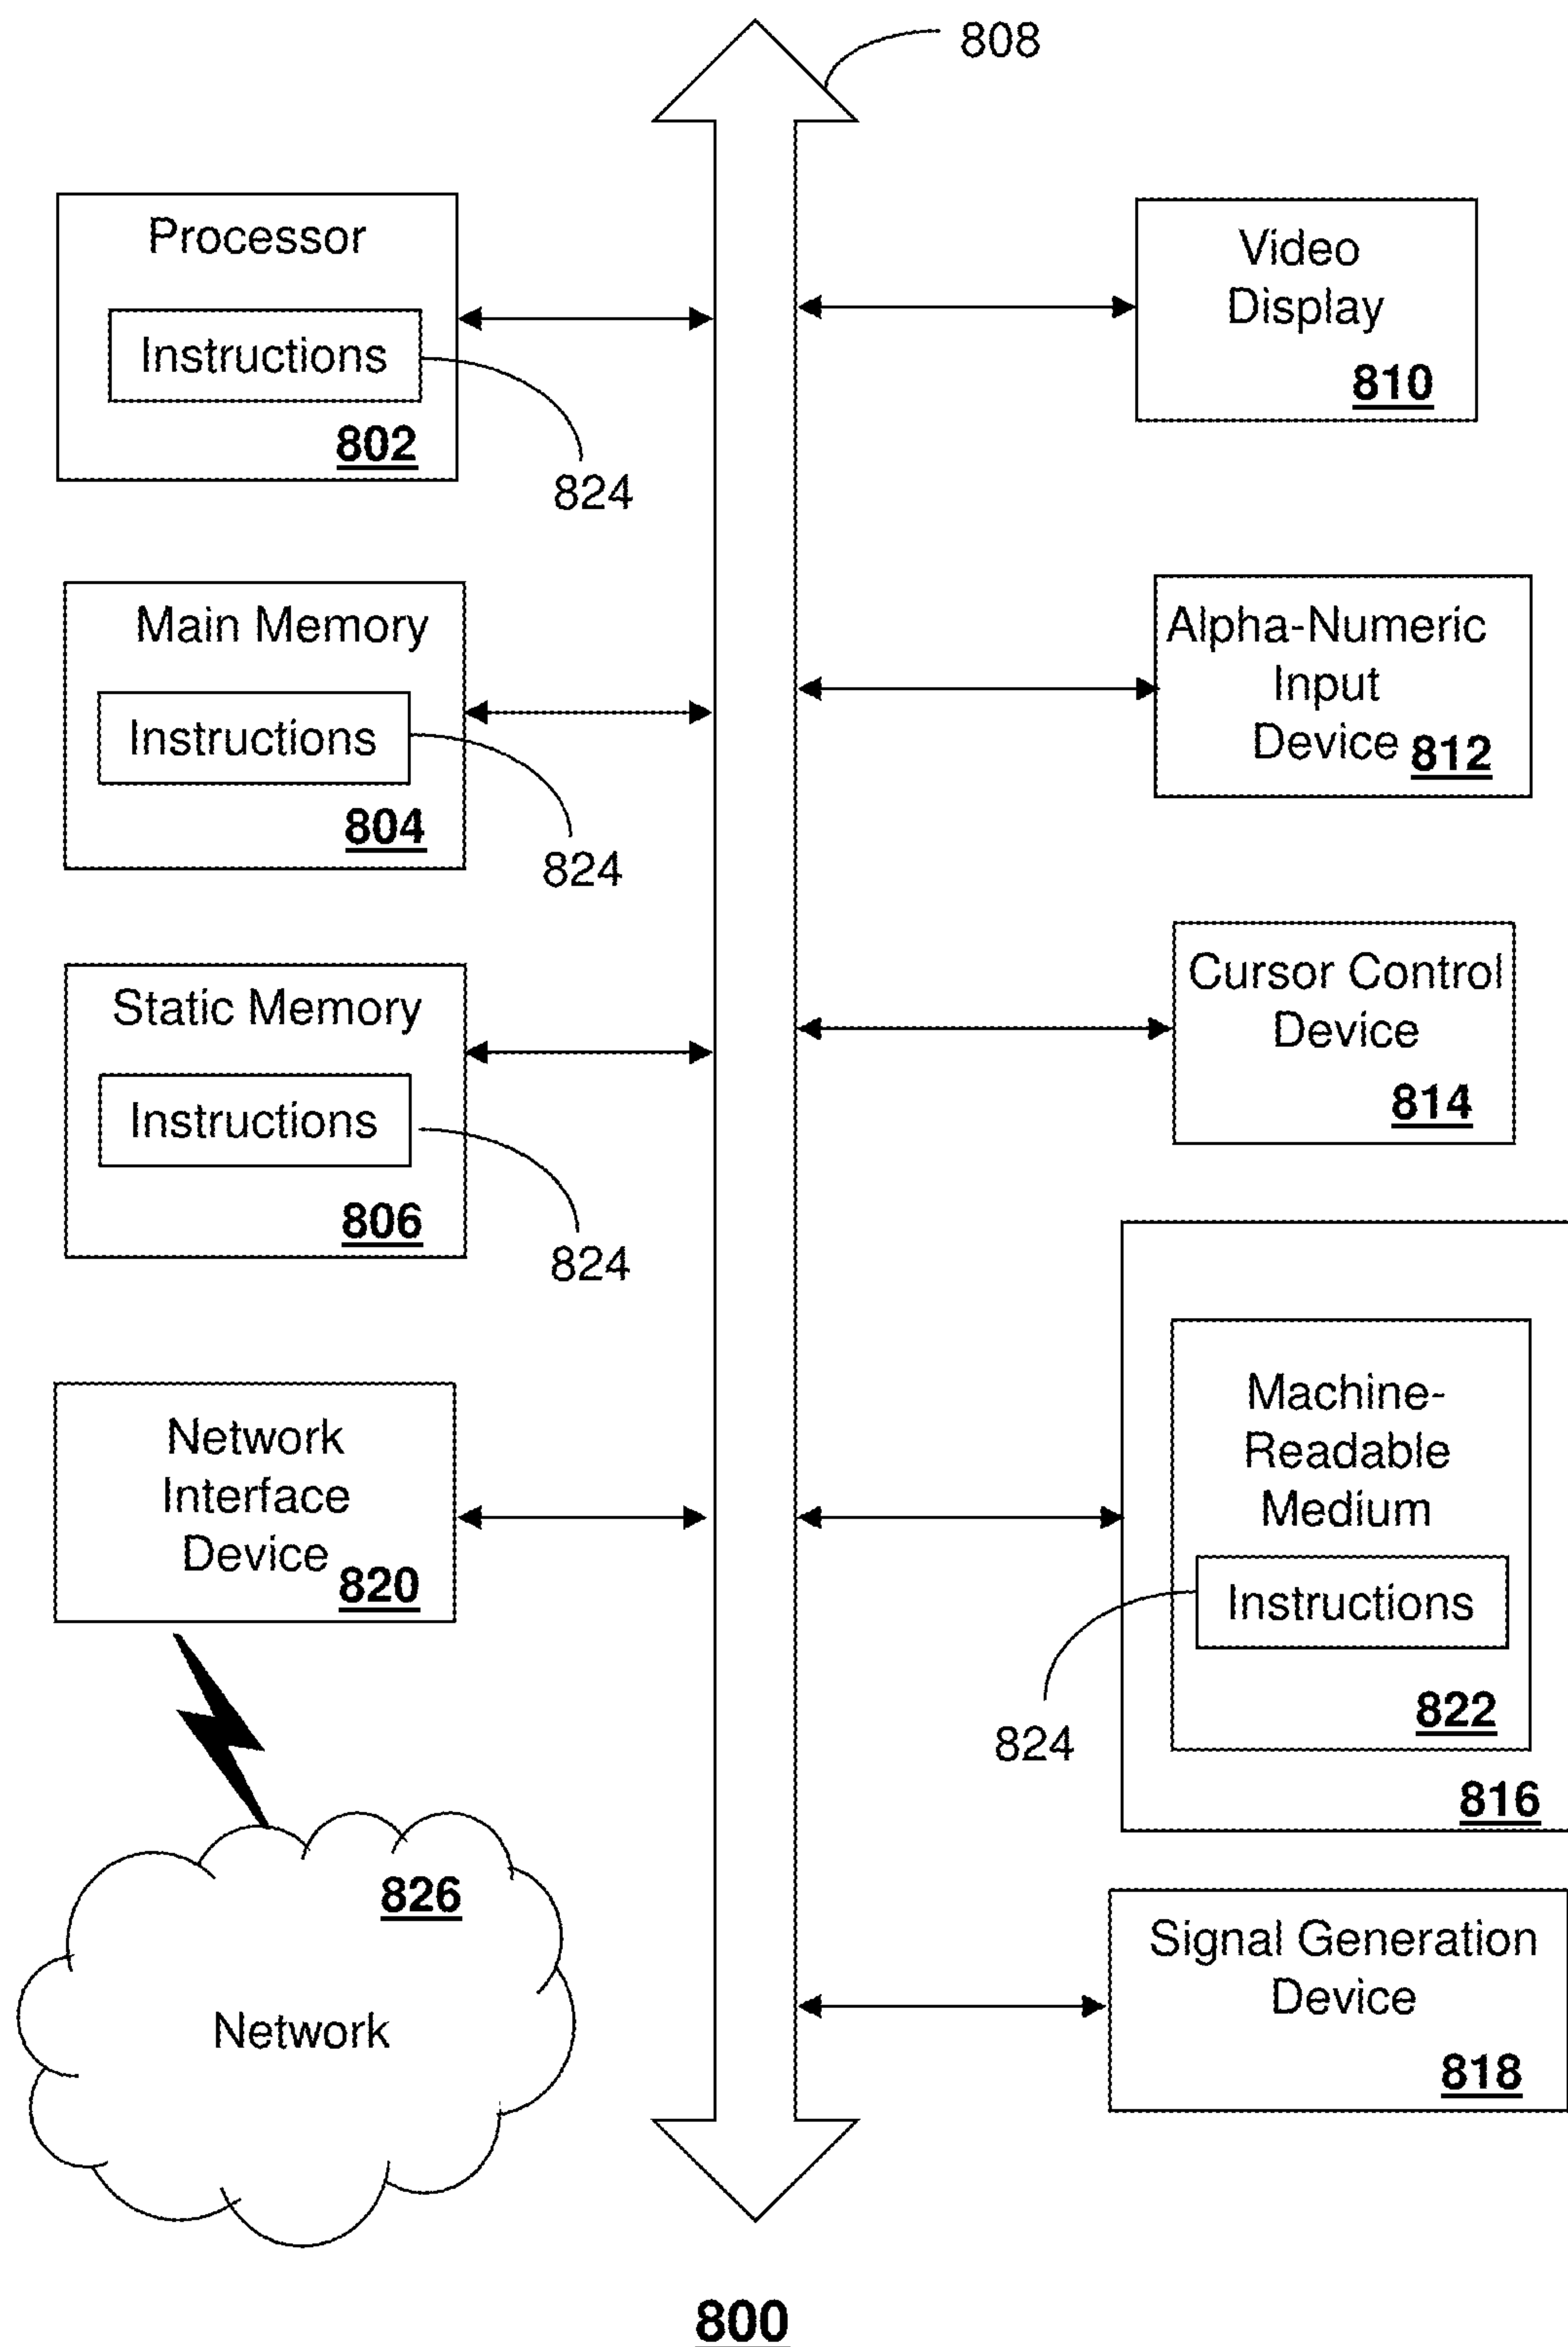 808
Processor
Instructions
802
824
Main Memory
Instructions
804
824
Static Memory
Instructions
806
824
Network
Interface
Device
820
826
Network
Video
Display
810
Alpha-Numeric
Input
Device 812
Cursor Control
Device
814
Machine-
Readable
Medium
Instructions
824
822
816
Signal Generation
Device
818
800